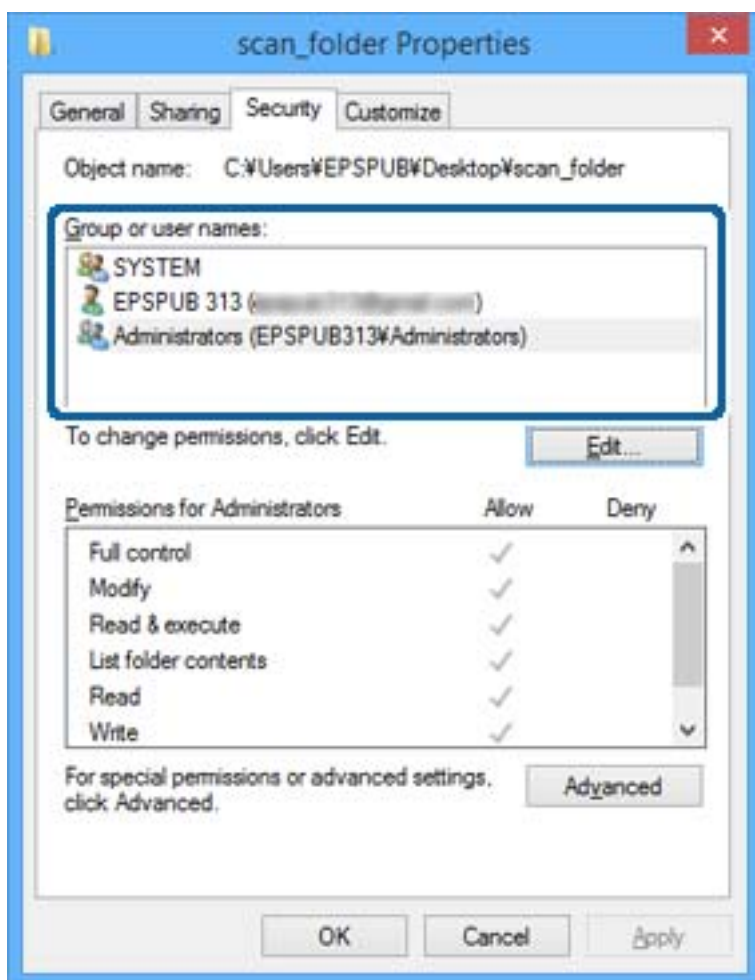 scan_folder Properties
General Sharing Security Customize
Object name: C:¥Users¥EPSPUB¥Desktop¥scan_folder
Group or user names:
SYSTEM
EPSPUB 313 ( )
Administrators (EPSPUB313¥Administrators)
To change permissions, click Edit.
Edit...
Permissions for Administrators Allow Deny
Full control
Modify
Read & execute
List folder contents
Read
Write
For special permissions or advanced settings,
click Advanced.
Advanced
OK Cancel Apply